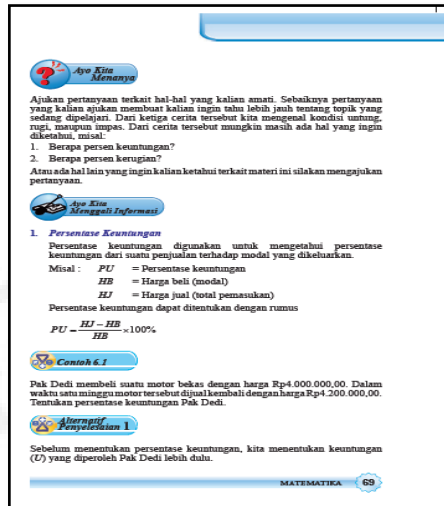 Ayo Kita
Menanya
Ajukan pertanyaan terkait hal-hal yang kalian amati. Sebaiknya pertanyaan
yang kalian ajukan membuat kalian ingin tahu lebih jauh tentang topik yang
sedang dipelajari. Dari ketiga cerita tersebut kita mengenal kondisi untung,
rugi, maupun impas. Dari cerita tersebut mungkin masih ada hal yang ingin
diketahui, misal:
1. Berapa persen keuntungan?
2. Berapa persen kerugian?
Atau ada hal lain yang ingin kalian ketahui terkait materi ini silakan mengajukan
pertanyaan.
Ayo Kita
Menggali Informasi
1. Persentase Keuntungan
Persentase keuntungan digunakan untuk mengetahui persentase
keuntungan dari suatu penjualan terhadap modal yang dikeluarkan.
Misal : PU = Persentase keuntungan
HB = Harga beli (modal)
HJ = Harga jual (total pemasukan)
Persentase keuntungan dapat ditentukan dengan rumus
PU = \frac{HJ - HB}{HB} × 100%
Contoh 6.1
Pak Dedi membeli suatu motor bekas dengan harga Rp4.000.000,00. Dalam
waktu satu minggu motor tersebut dijual kembali dengan harga Rp4.200.000,00.
Tentukan persentase keuntungan Pak Dedi.
Alternatif
Penyelesaian 1
Sebelum menentukan persentase keuntungan, kita menentukan keuntungan
(U) yang diperoleh Pak Dedi lebih dulu.
MATEMATIKA 69